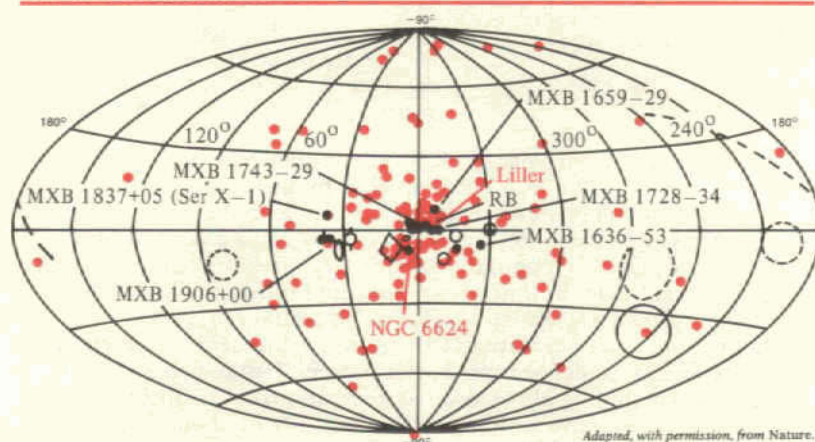 −90°
MXB 1659−29
180°
120°
60°
300°
240°
180°
MXB 1743−29
Liller
MXB 1837+05 (Ser X−1)
RB
MXB 1728−34
MXB 1636−53
MXB 1906+00
NGC 6624
Adapted, with permission, from Nature.